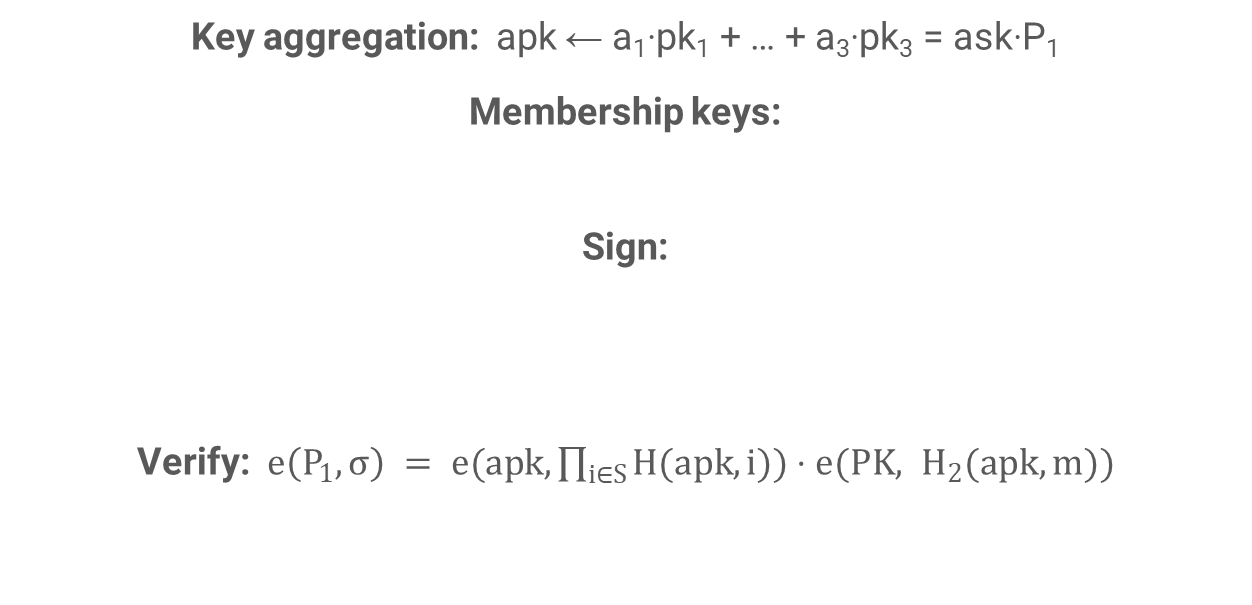 Key aggregation: apk ← a₁·pk₁ + … + a₃·pk₃ = ask·P₁
Membership keys:
Sign:
Verify: e(P₁, σ) = e(apk, ∏ᵢ∈S H(apk, i)) · e(PK, H₂(apk, m))